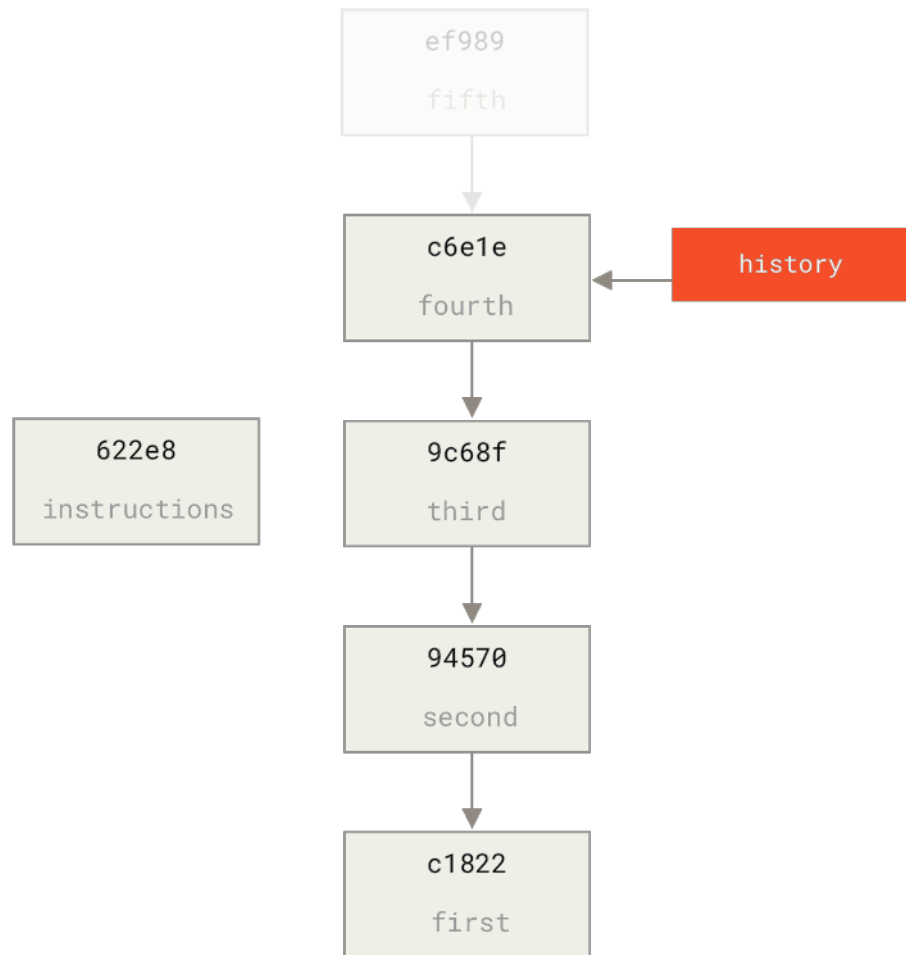 ef989
fifth
c6e1e
fourth
history
622e8
instructions
9c68f
third
94570
second
c1822
first